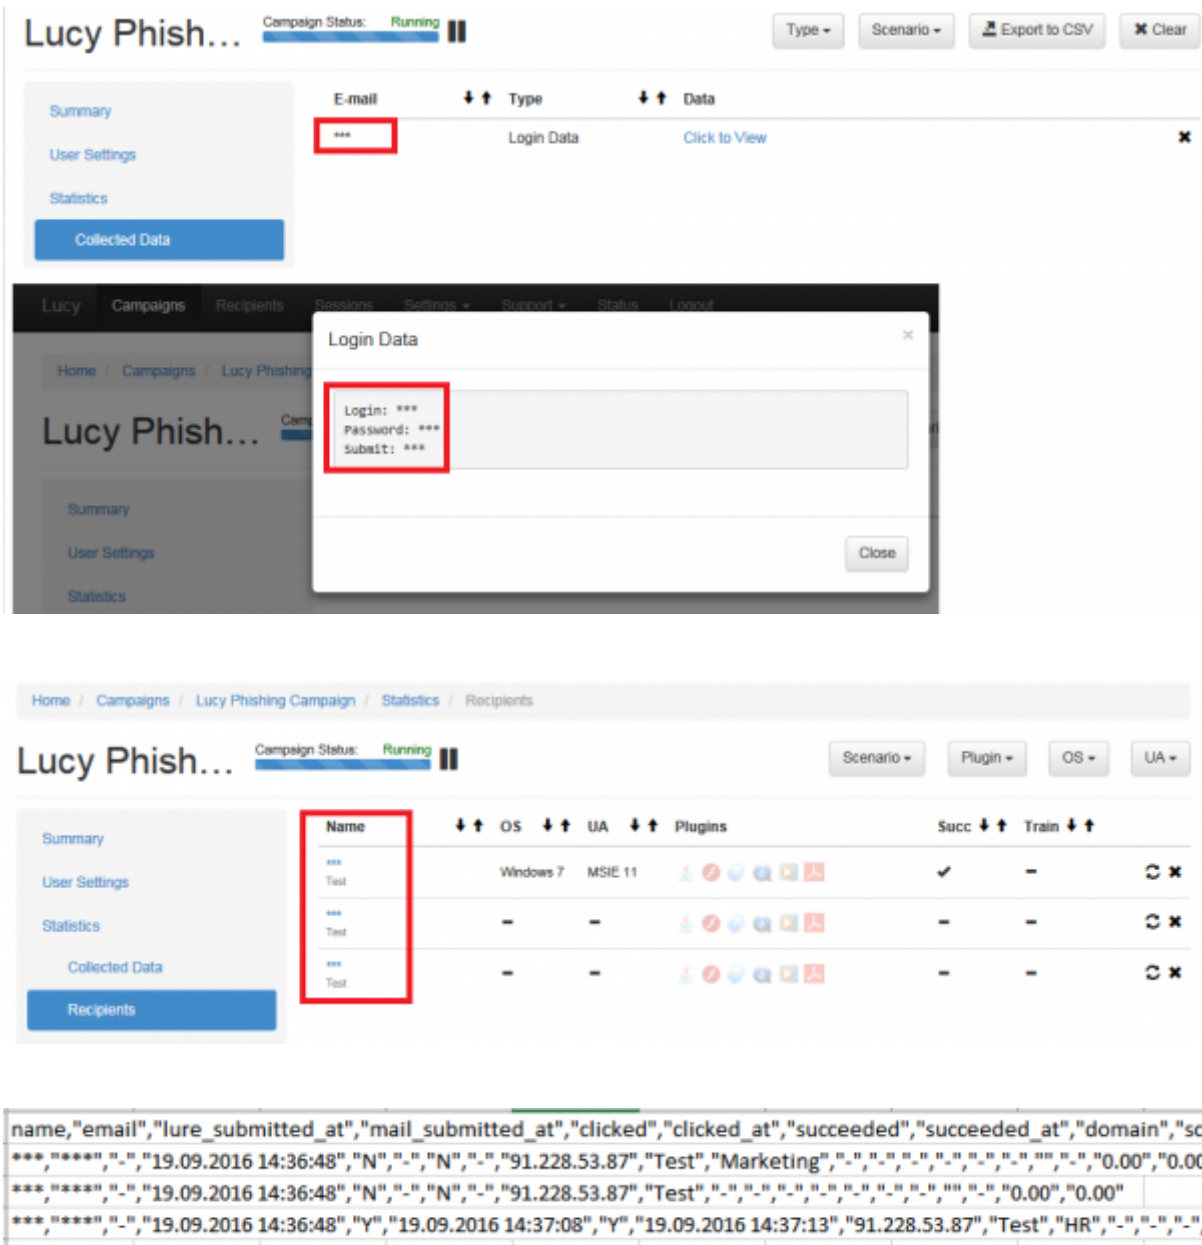 Lucy Phish... Campaign Status: Running Type Scenario Export to CSV Clear
E-mail Type Data
Summary
*** Login Data Click to View
User Settings
Statistics
Collected Data
Lucy Campaigns Recipients Sessions Settings Support Status Logout
Login Data
Home / Campaigns / Lucy Phishing
Login: ***
Password: ***
Submit: ***
Lucy Phish...
Summary
User Settings
Close
Statistics
Home / Campaigns / Lucy Phishing Campaign / Statistics / Recipients
Lucy Phish... Campaign Status: Running Scenario Plugin OS UA
Name OS UA Plugins Succ Train
Summary
*** Windows 7 MSIE 11 –
Test
User Settings
*** – – – –
Test
Statistics
Collected Data
*** – – – –
Test
Recipients
name,"email","lure_submitted_at","mail_submitted_at","clicked","clicked_at","succeeded","succeeded_at","domain","sc
***,"***","-","19.09.2016 14:36:48","N","-","N","-","91.228.53.87","Test","Marketing","-","-","-","-","-","-","","-","0.00","0.00
***,"***","-","19.09.2016 14:36:48","N","-","N","-","91.228.53.87","Test","-","-","-","-","-","-","-","","-","0.00","0.00"
***,"***","-","19.09.2016 14:36:48","Y","19.09.2016 14:37:08","Y","19.09.2016 14:37:13","91.228.53.87","Test","HR","-","-","-",